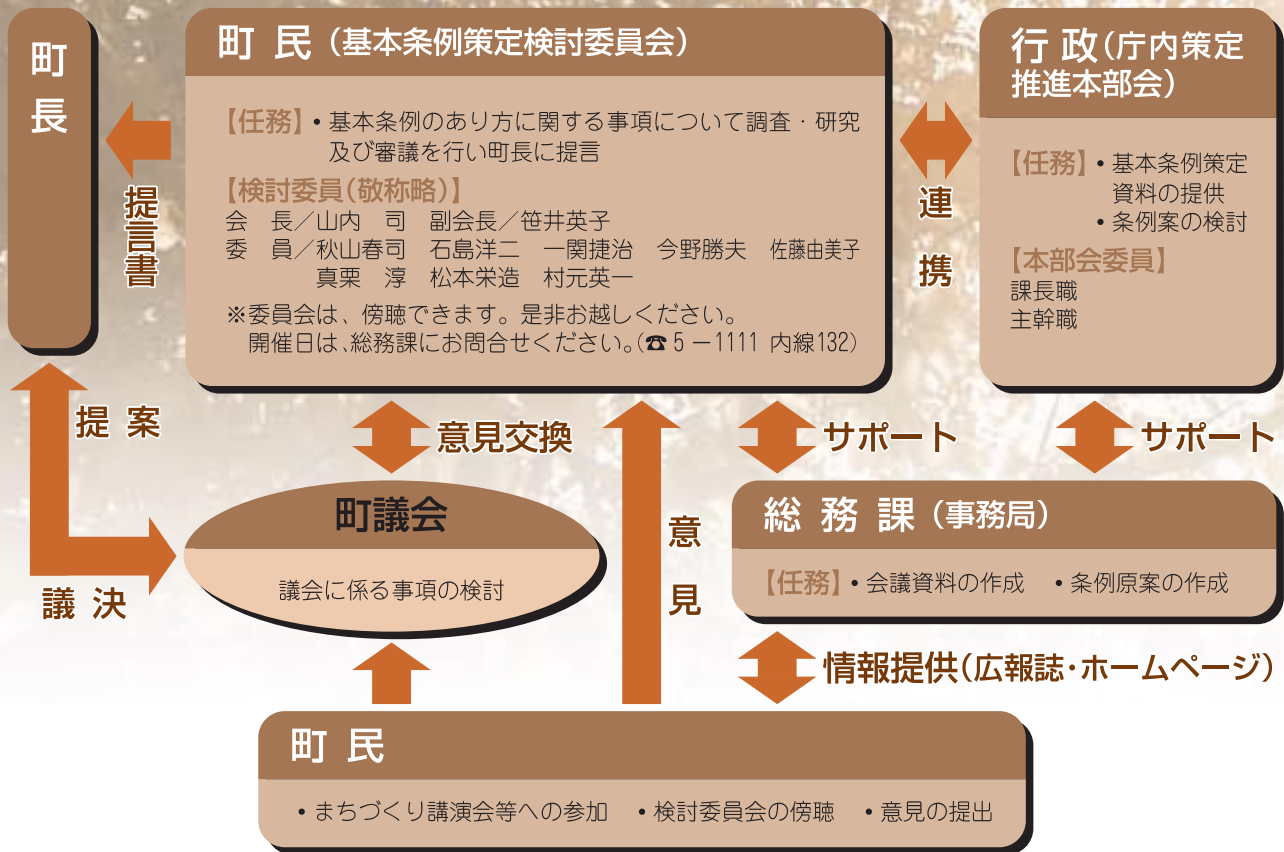 町長
町 民（基本条例策定検討委員会）
【任務】・基本条例のあり方に関する事項について調査・研究
及び審議を行い町長に提言
【検討委員（敬称略）】
会　長／山内　司　副会長／笹井英子
委　員／秋山春司　石島洋二　一関捷治　今野勝夫　佐藤由美子
真栗　淳　松本栄造　村元英一
※委員会は、傍聴できます。是非お越しください。
開催日は、総務課にお問合せください。（☎５－1111 内線132）
行 政（庁内策定
推進本部会）
【任務】・基本条例策定
資料の提供
・条例案の検討
【本部会委員】
課長職
主幹職
提言書
連携
提 案
議 決
意見交換
サポート
サポート
町議会
議会に係る事項の検討
意見
総 務 課（事務局）
【任務】・会議資料の作成　・条例原案の作成
情報提供（広報誌・ホームページ）
町 民
・まちづくり講演会等への参加　・検討委員会の傍聴　・意見の提出